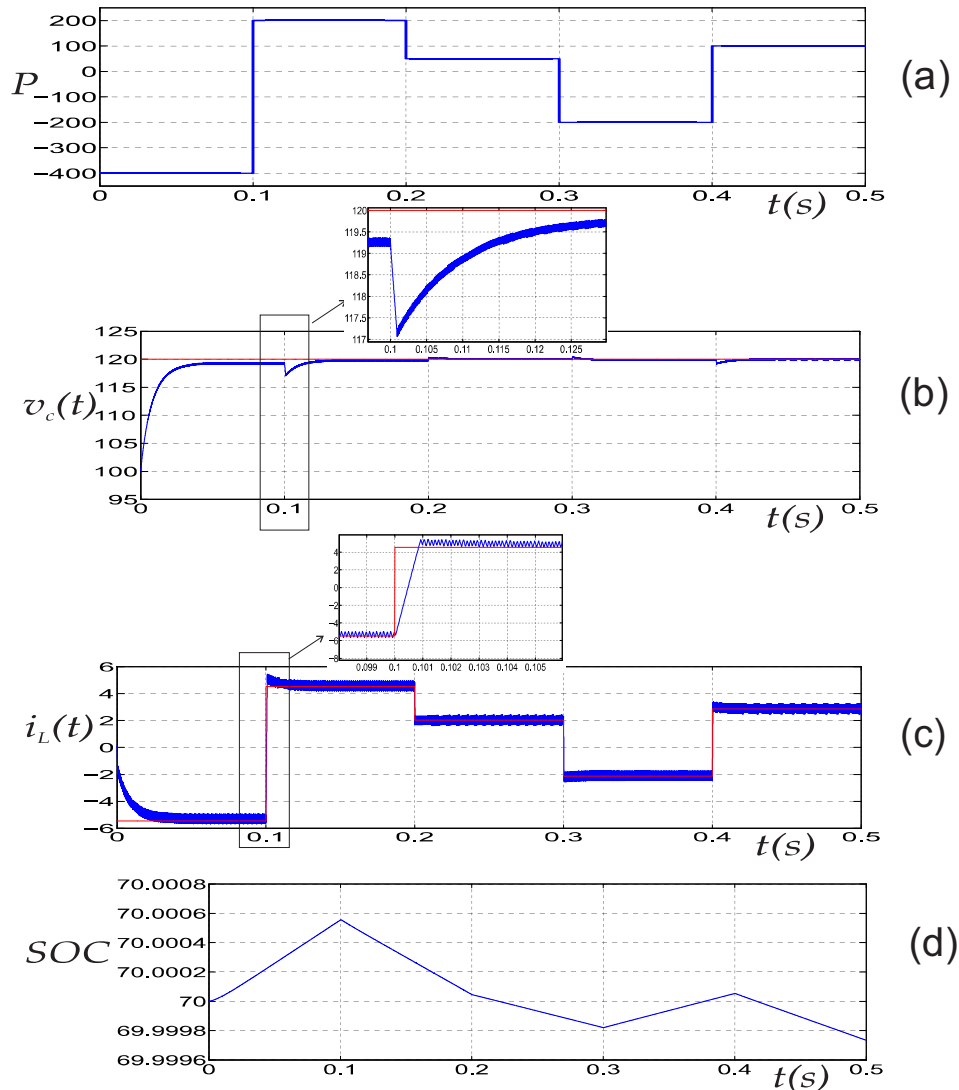 200
100
0
−100
−200
−300
−400
P
0 0.1 0.2 0.3 0.4 0.5
t(s)
(a)
120
119.5
119
118.5
118
117.5
117
0.1 0.105 0.11 0.115 0.12 0.125
125
120
115
110
105
100
95
v_c(t)
0 0.1 0.2 0.3 0.4 0.5
t(s)
(b)
4
2
0
−2
−4
−6
−8
0.099 0.1 0.101 0.102 0.103 0.104 0.105
6
4
2
0
−2
−4
−6
i_L(t)
0 0.1 0.2 0.3 0.4 0.5
t(s)
(c)
70.0008
70.0006
70.0004
70.0002
70
69.9998
69.9996
SOC
0 0.1 0.2 0.3 0.4 0.5
t(s)
(d)